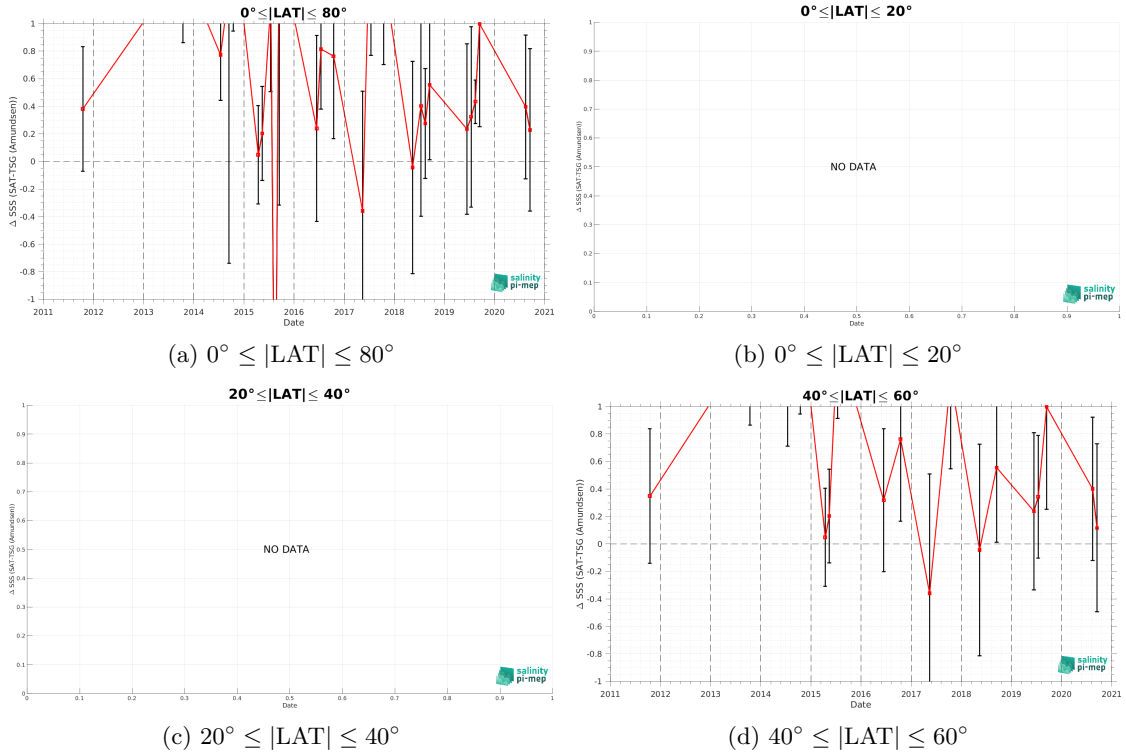 0°≤|LAT|≤ 80°
Δ SSS (SAT-TSG (Amundsen))
1
0.8
0.6
0.4
0.2
0
-0.2
-0.4
-0.6
-0.8
-1
salinity
pi-mep
2011 2012 2013 2014 2015 2016 2017 2018 2019 2020 2021
Date
(a) 0° ≤ |LAT| ≤ 80°
0°≤|LAT|≤ 20°
Δ SSS (SAT-TSG (Amundsen))
1
0.9
0.8
0.7
0.6
0.5
0.4
0.3
0.2
0.1
0
NO DATA
salinity
pi-mep
0 0.1 0.2 0.3 0.4 0.5 0.6 0.7 0.8 0.9 1
Date
(b) 0° ≤ |LAT| ≤ 20°
20°≤|LAT|≤ 40°
Δ SSS (SAT-TSG (Amundsen))
1
0.9
0.8
0.7
0.6
0.5
0.4
0.3
0.2
0.1
0
NO DATA
salinity
pi-mep
0 0.1 0.2 0.3 0.4 0.5 0.6 0.7 0.8 0.9 1
Date
(c) 20° ≤ |LAT| ≤ 40°
40°≤|LAT|≤ 60°
Δ SSS (SAT-TSG (Amundsen))
1
0.8
0.6
0.4
0.2
0
-0.2
-0.4
-0.6
-0.8
-1
salinity
pi-mep
2011 2012 2013 2014 2015 2016 2017 2018 2019 2020 2021
Date
(d) 40° ≤ |LAT| ≤ 60°